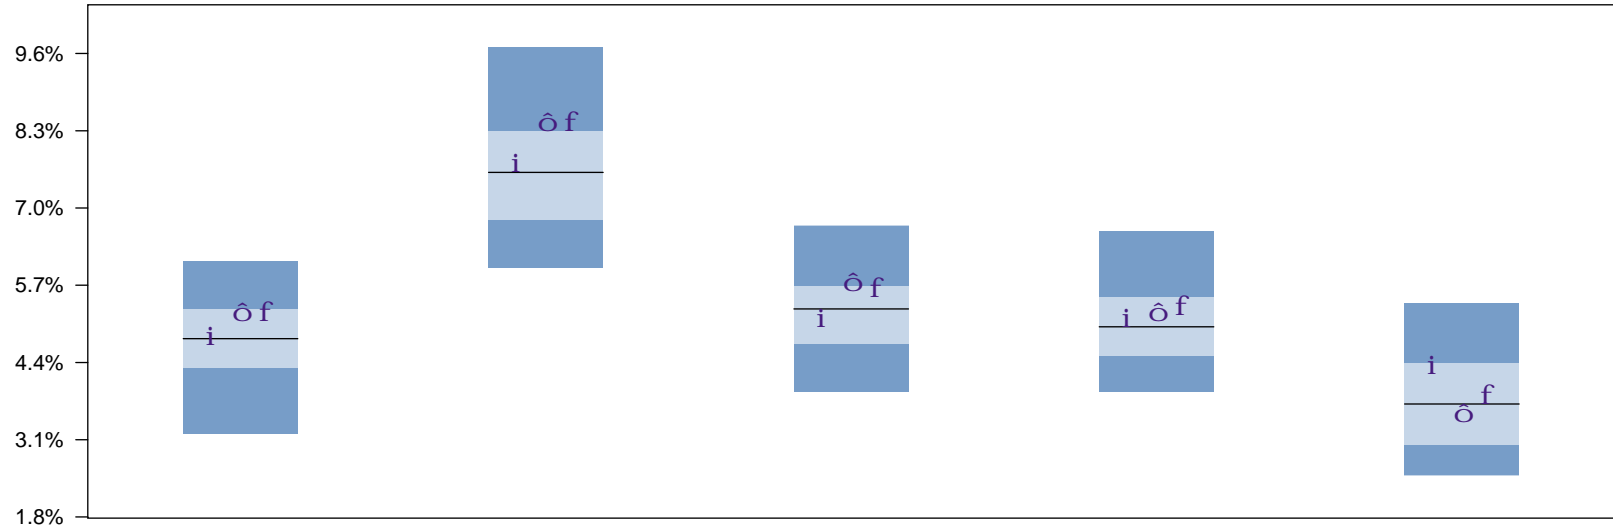 9.6%
8.3%
ô f
i
7.0%
5.7%
ô f
ô f
i
ô f
i
i
4.4%
i
f
ô
3.1%
1.8%